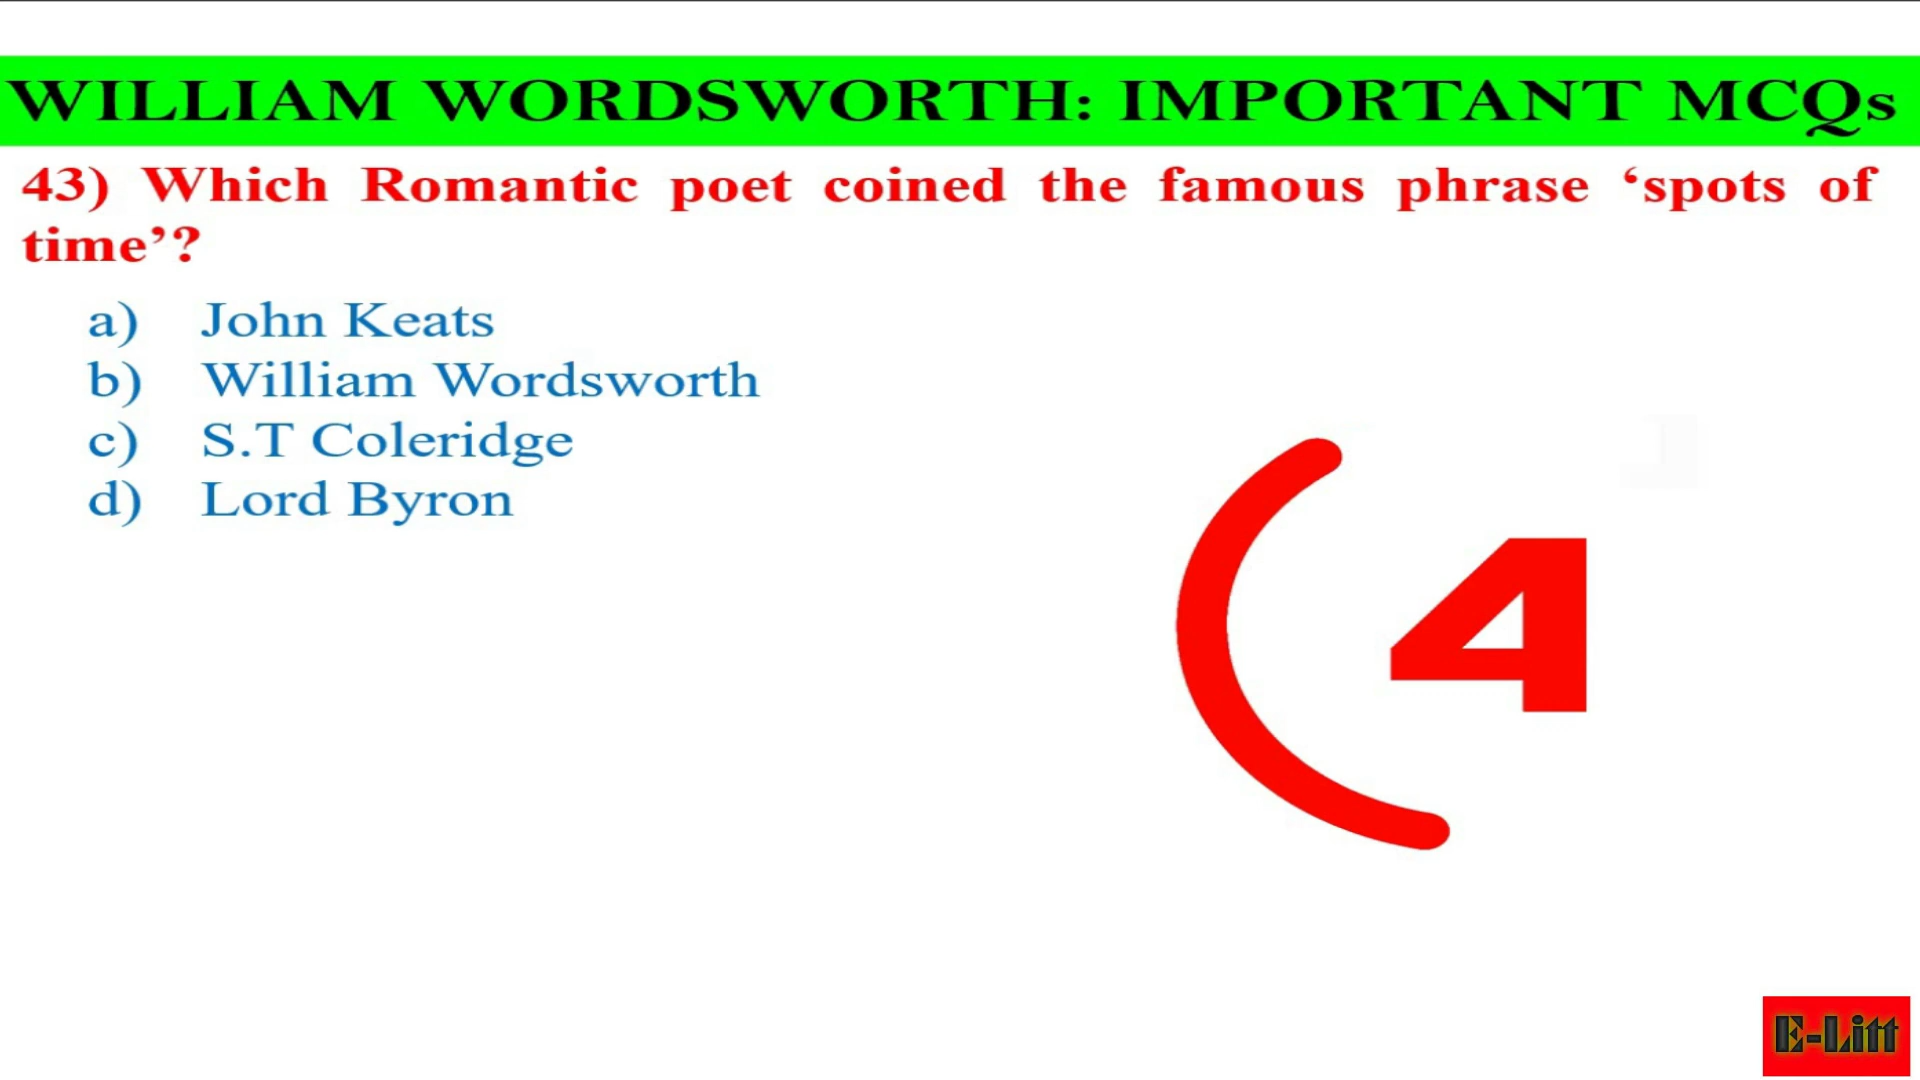 WILLIAM WORDSWORTH: IMPORTANT MCQs
43) Which Romantic poet coined the famous phrase ‘spots of
time’?
a) John Keats
b) William Wordsworth
c) S.T Coleridge
d) Lord Byron
4
E-Litt